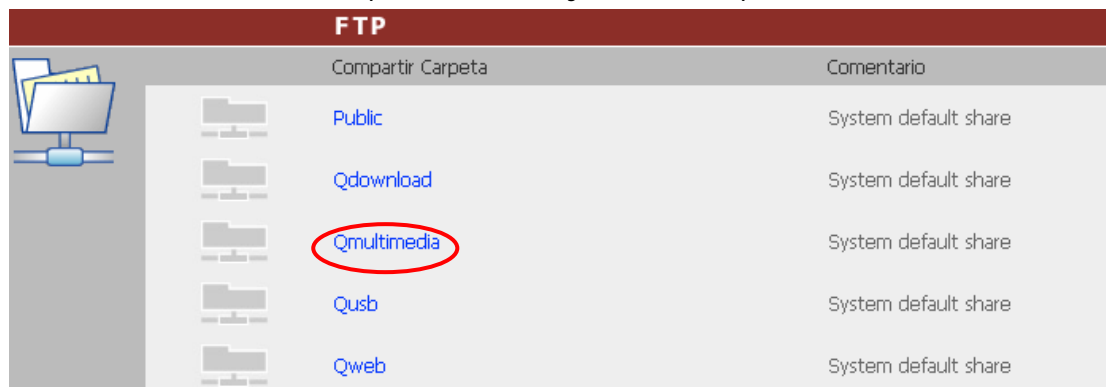 FTP
Compartir Carpeta Comentario
Public System default share
Qdownload System default share
Qmultimedia System default share
Qusb System default share
Qweb System default share